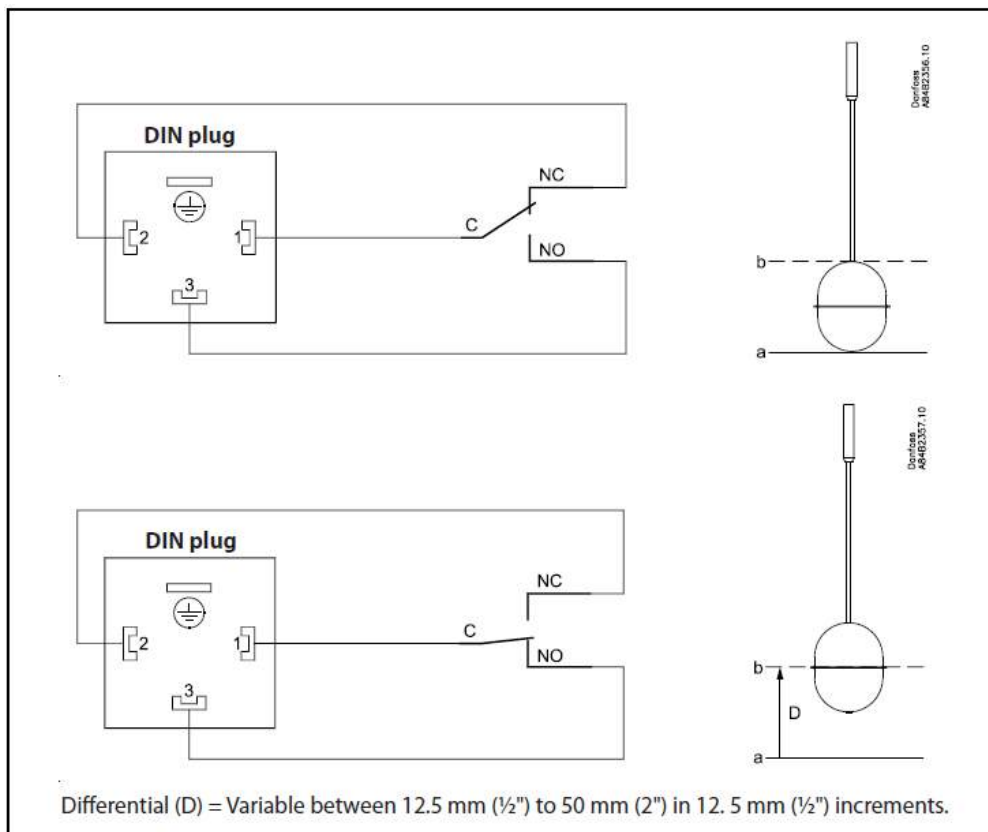 Danfoss
A84B2356.10
DIN plug
NC
C
2
1
NO
3
b
a
Danfoss
A84B2357.10
DIN plug
NC
C
2
1
NO
3
b
D
a
Differential (D) = Variable between 12.5 mm (½") to 50 mm (2") in 12. 5 mm (½") increments.